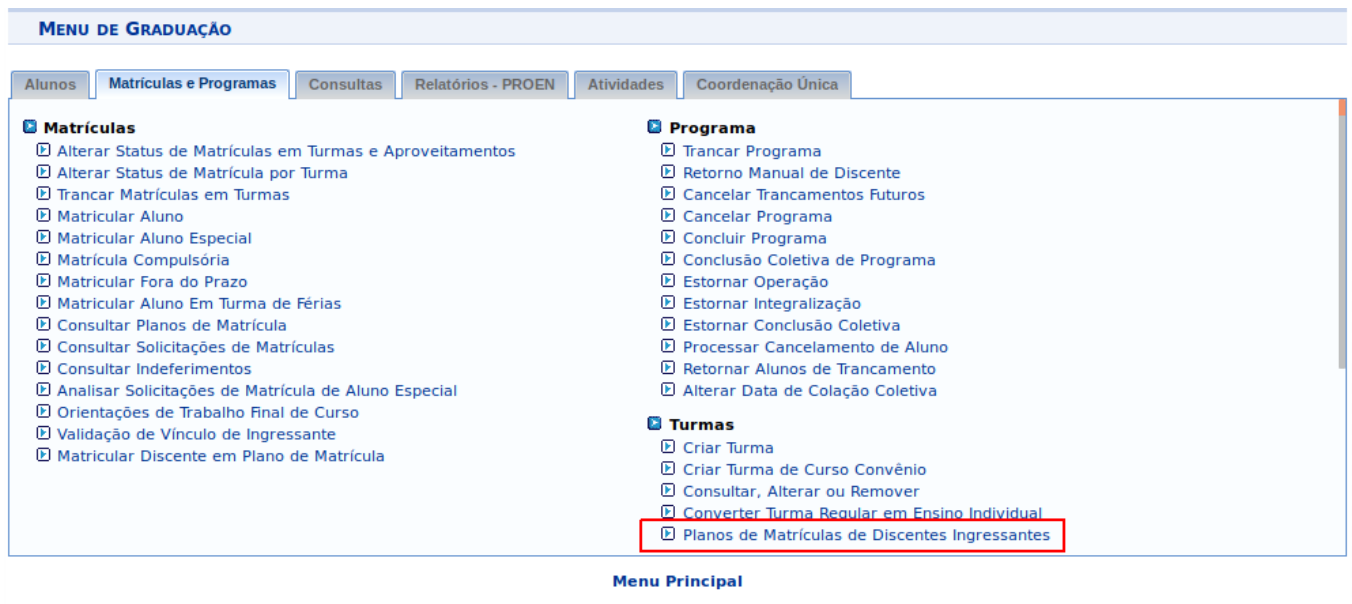 MENU DE GRADUAÇÃO
Alunos
Matrículas e Programas
Consultas
Relatórios - PROEN
Atividades
Coordenação Única
Matrículas
Alterar Status de Matrículas em Turmas e Aproveitamentos
Alterar Status de Matrícula por Turma
Trancar Matrículas em Turmas
Matricular Aluno
Matricular Aluno Especial
Matrícula Compulsória
Matricular Fora do Prazo
Matricular Aluno Em Turma de Férias
Consultar Planos de Matrícula
Consultar Solicitações de Matrículas
Consultar Indeferimentos
Analisar Solicitações de Matrícula de Aluno Especial
Orientações de Trabalho Final de Curso
Validação de Vínculo de Ingressante
Matricular Discente em Plano de Matrícula
Programa
Trancar Programa
Retorno Manual de Discente
Cancelar Trancamentos Futuros
Cancelar Programa
Concluir Programa
Conclusão Coletiva de Programa
Estornar Operação
Estornar Integralização
Estornar Conclusão Coletiva
Processar Cancelamento de Aluno
Retornar Alunos de Trancamento
Alterar Data de Colação Coletiva
Turmas
Criar Turma
Criar Turma de Curso Convênio
Consultar, Alterar ou Remover
Converter Turma Regular em Ensino Individual
Planos de Matrículas de Discentes Ingressantes
Menu Principal